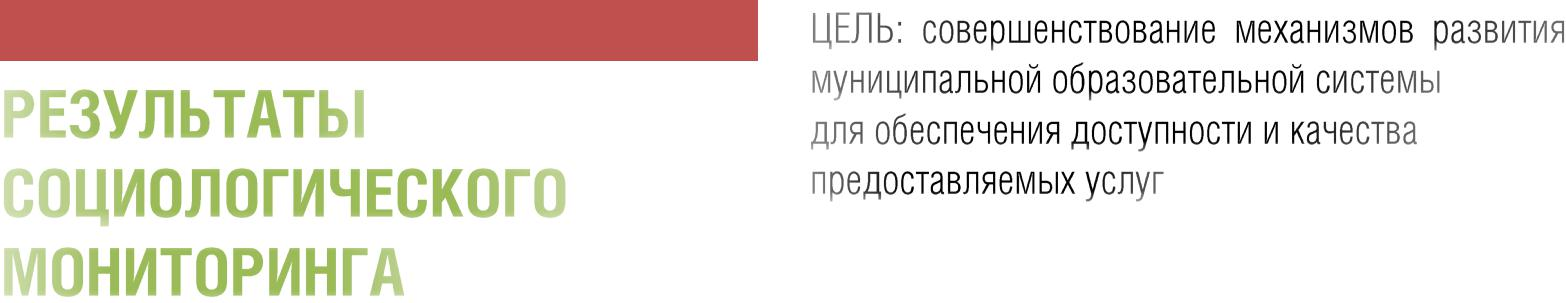 РЕЗУЛЬТАТЫ
СОЦИОЛОГИЧЕСКОГО
МОНИТОРИНГА
ЦЕЛЬ: совершенствование механизмов развития
муниципальной образовательной системы
для обеспечения доступности и качества
предоставляемых услуг